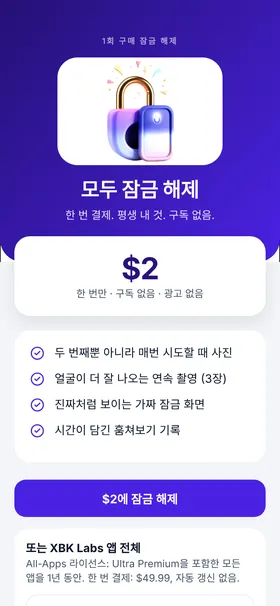 1회 구매 잠금 해제
모두 잠금 해제
한 번 결제. 평생 내 것. 구독 없음.
$2
한 번만 · 구독 없음 · 광고 없음
두 번째뿐 아니라 매번 시도할 때 사진
얼굴이 더 잘 나오는 연속 촬영 (3장)
진짜처럼 보이는 가짜 잠금 화면
시간이 담긴 훔쳐보기 기록
$2에 잠금 해제
또는 XBK Labs 앱 전체
All-Apps 라이선스: Ultra Premium을 포함한 모든
앱을 1년 동안. 한 번 결제: $49.99, 자동 갱신 없음.